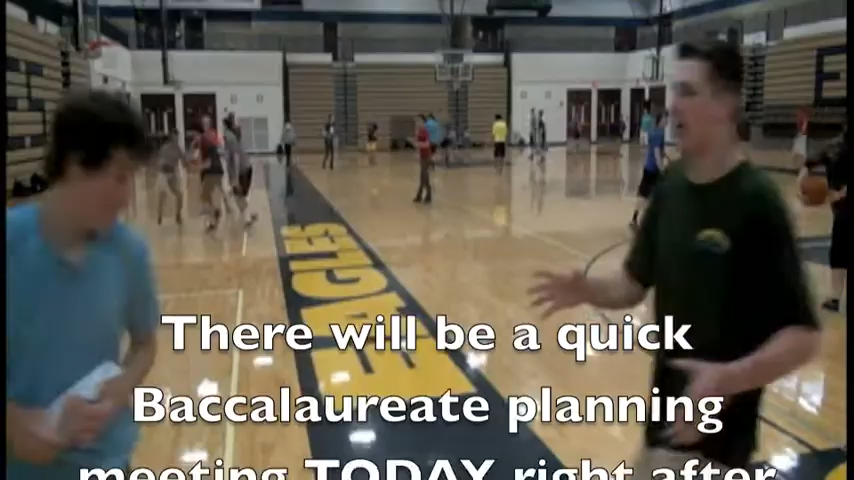 EAGLES
There will be a quick
Baccalaureate planning
meeting TODAY right after